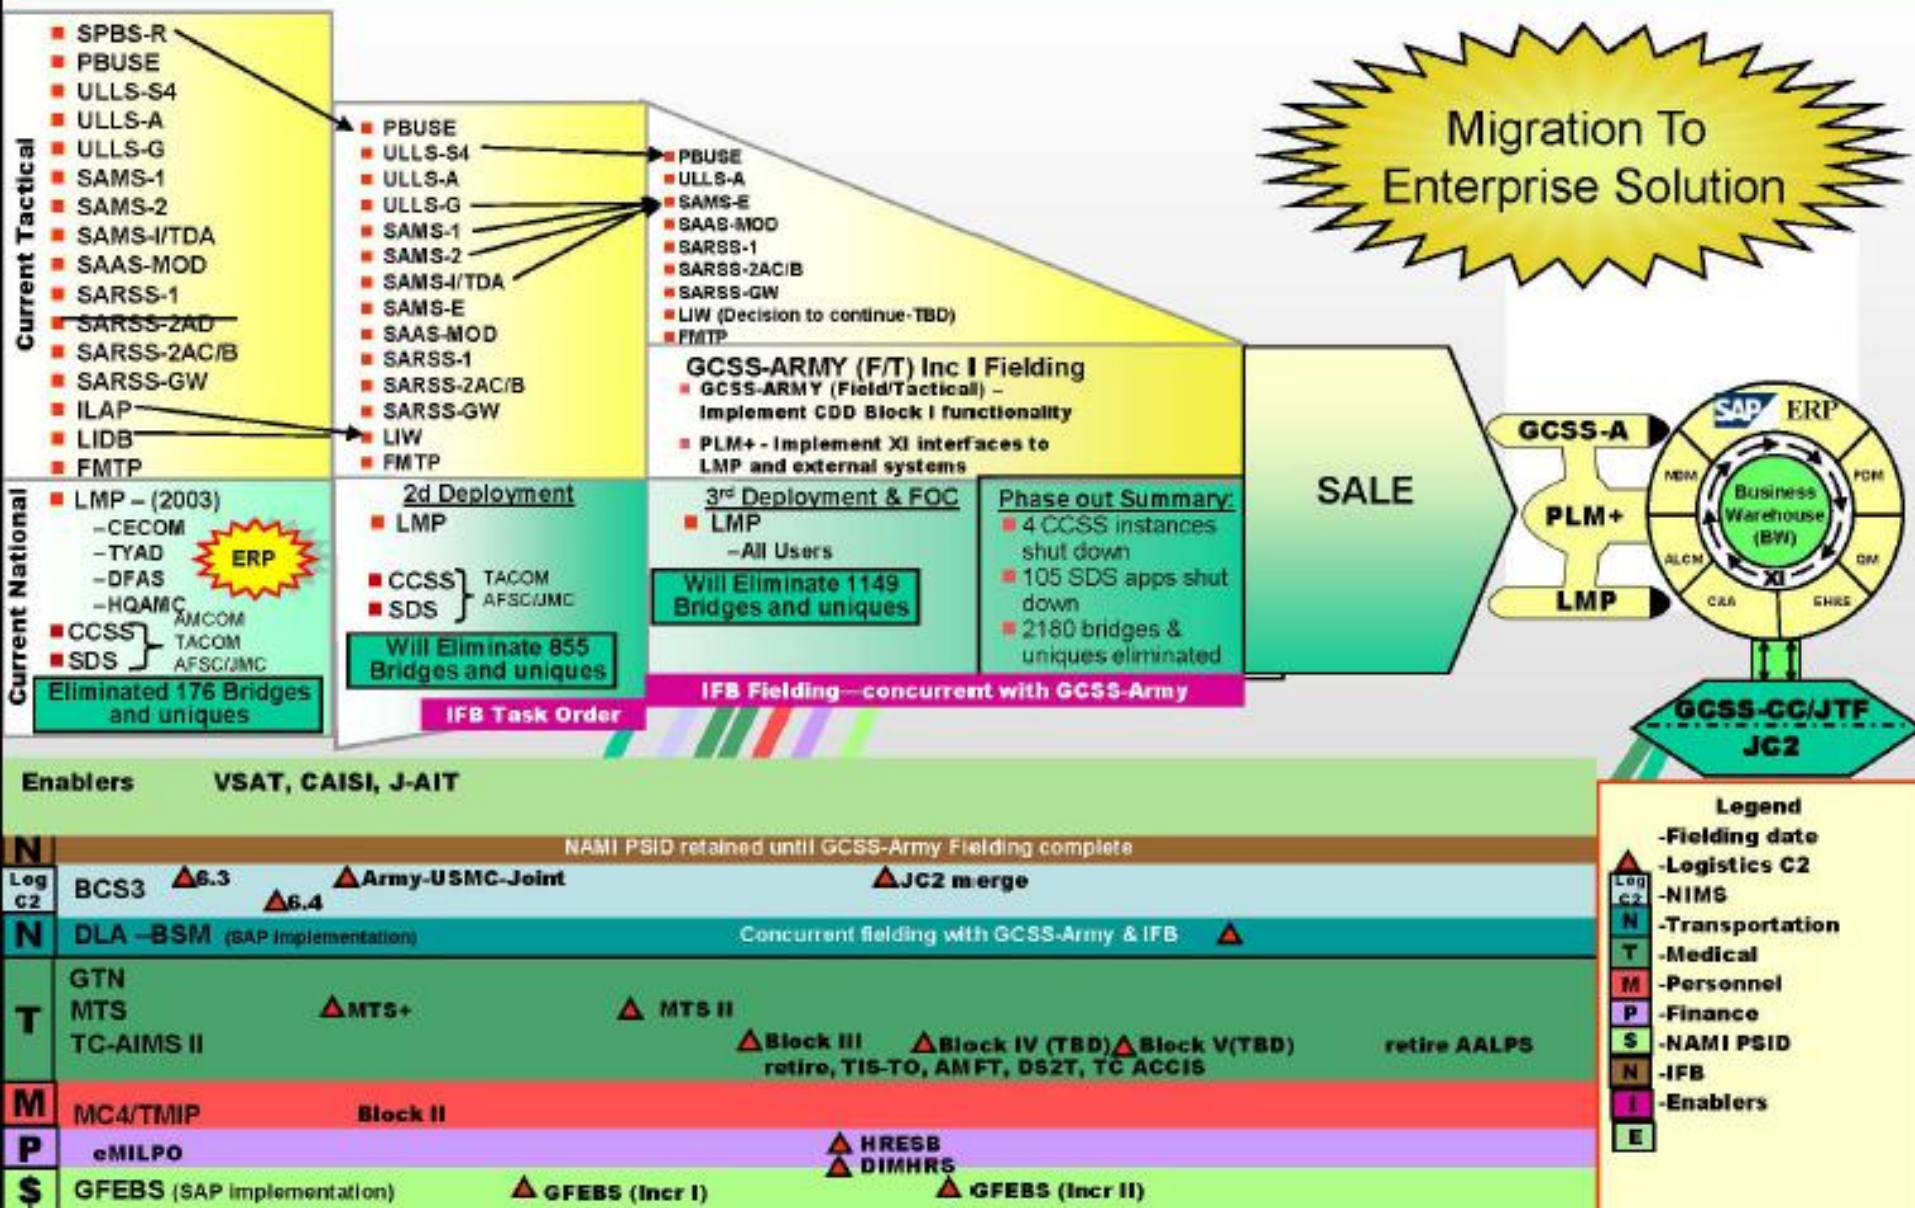 Migration To
Enterprise Solution
Current Tactical
SPBS-R
PBUSE
ULLS-S4
ULLS-A
ULLS-G
SAMS-1
SAMS-2
SAMS-I/TDA
SAAS-MOD
SARSS-1
SARSS-2AD
SARSS-2AC/B
SARSS-GW
ILAP
LIDB
FMTP
PBUSE
ULLS-S4
ULLS-A
ULLS-G
SAMS-1
SAMS-2
SAMS-I/TDA
SAMS-E
SAAS-MOD
SARSS-1
SARSS-2AC/B
SARSS-GW
LIW
FMTP
PBUSE
ULLS-A
SAMS-E
SAAS-MOD
SARSS-1
SARSS-2AC/B
SARSS-GW
LIW (Decision to continue-TBD)
FMTP
GCSS-ARMY (F/T) Inc I Fielding
GCSS-ARMY (Field/Tactical) –
Implement CDD Block I functionality
PLM+ - Implement XI interfaces to
LMP and external systems
Current National
LMP – (2003)
–CECOM
–TYAD
–DFAS
–HQAMC
ERP
CCSS
SDS
AMCOM
TACOM
AFSC/JMC
Eliminated 176 Bridges
and uniques
2d Deployment
LMP
CCSS
SDS
TACOM
AFSC/JMC
Will Eliminate 855
Bridges and uniques
IFB Task Order
3rd Deployment & FOC
LMP
–All Users
Will Eliminate 1149
Bridges and uniques
Phase out Summary:
4 CCSS instances
shut down
105 SDS apps shut
down
2180 bridges &
uniques eliminated
IFB Fielding—concurrent with GCSS-Army
SALE
GCSS-A
PLM+
LMP
SAP ERP
MDM
PDM
ALCM
QM
C&A
EH&S
XI
Business
Warehouse
(BW)
GCSS-CC/JTF
JC2
Enablers VSAT, CAISI, J-AIT
N NAMI PSID retained until GCSS-Army Fielding complete
Log
C2
BCS3 6.3 Army-USMC-Joint JC2 merge
6.4
N DLA –BSM (SAP Implementation) Concurrent fielding with GCSS-Army & IFB
T
GTN
MTS MTS+ MTS II
TC-AIMS II Block III Block IV (TBD) Block V(TBD) retire AALPS
retire, TIS-TO, AMFT, DS2T, TC ACCIS
M MC4/TMIP Block II
P eMILPO HRESB
DIMHRS
$ GFEBS (SAP Implementation) GFEBS (Incr I) GFEBS (Incr II)
Legend
-Fielding date
-Logistics C2
Log
C2
-NIMS
N -Transportation
T -Medical
M -Personnel
P -Finance
$ -NAMI PSID
N -IFB
I -Enablers
E